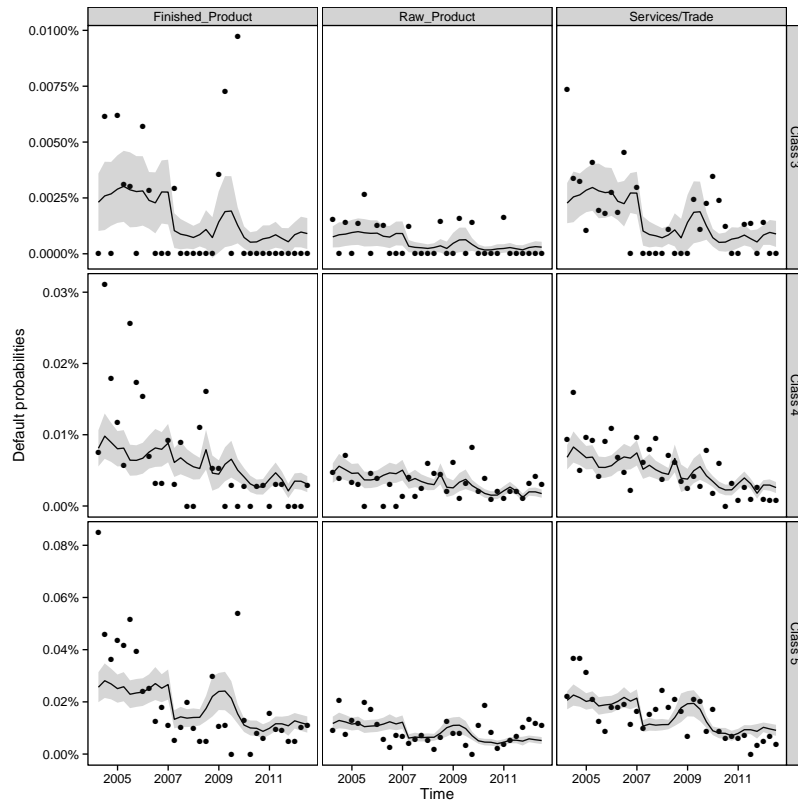 Finished_Product
Raw_Product
Services/Trade
0.0100%
0.0075%
0.0050%
0.0025%
0.0000%
Class 3
0.03%
0.02%
0.01%
0.00%
Class 4
0.08%
0.06%
0.04%
0.02%
0.00%
Class 5
Default probabilities
2005 2007 2009 2011
2005 2007 2009 2011
2005 2007 2009 2011
Time